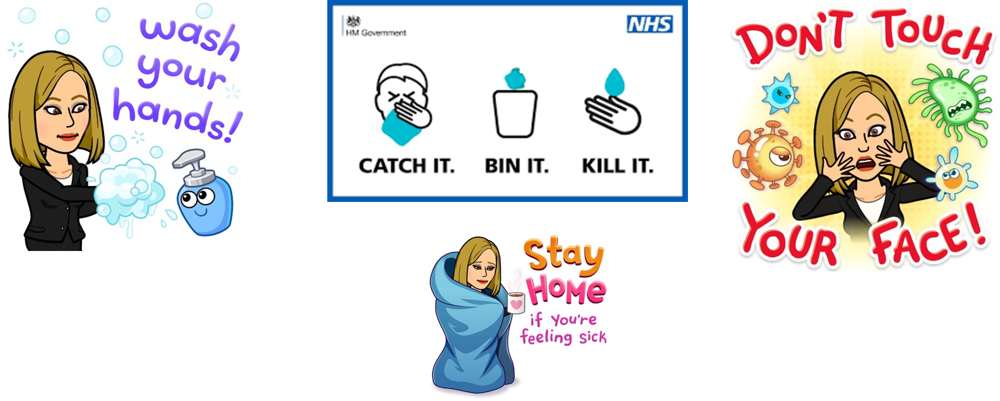 wash
your
hands!
HM Government
NHS
CATCH IT. BIN IT. KILL IT.
DON'T TOUCH
YOUR FACE!
Stay
HOME
if you're
feeling sick